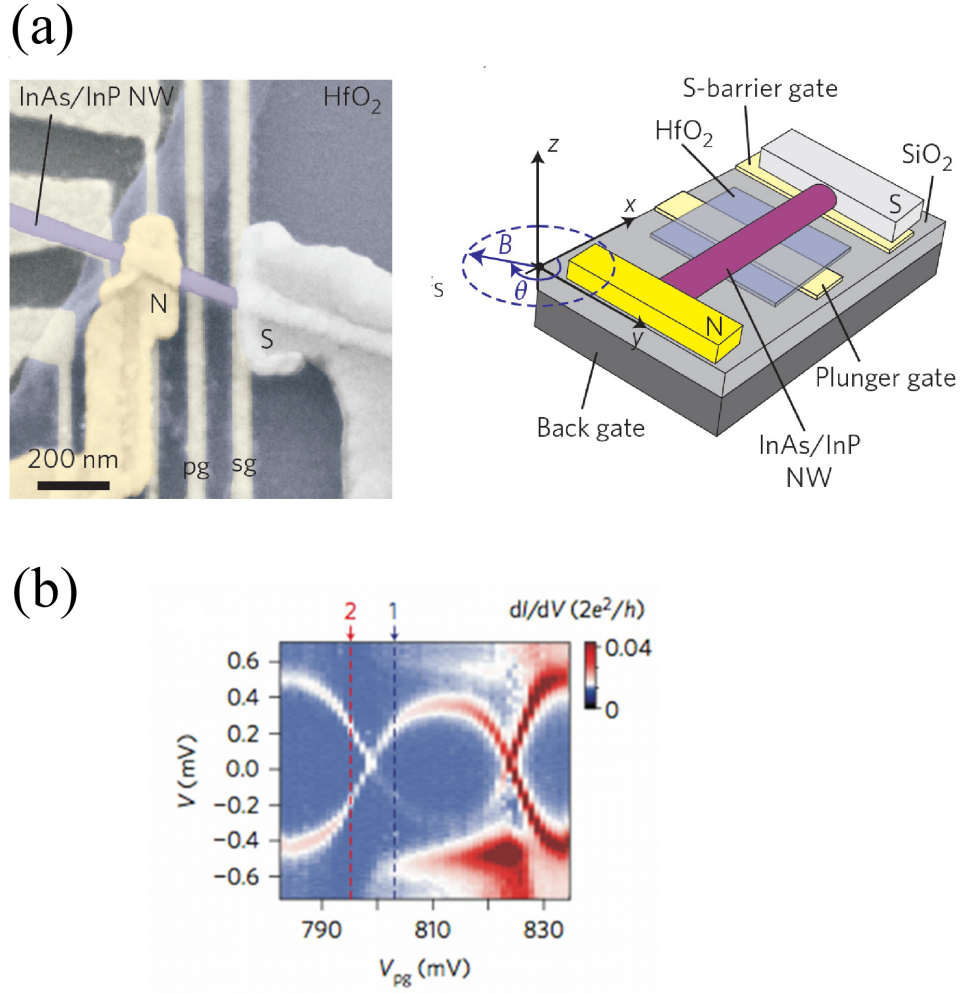 (a)
InAs/InP NW
HfO₂
N
S
200 nm
pg
sg
S-barrier gate
HfO₂
SiO₂
z
x
B
θ
y
S
N
S
Plunger gate
Back gate
InAs/InP
NW
(b)
2
1
dI/dV (2e²/h)
0.04
0
0.6
0.4
0.2
0.0
−0.2
−0.4
−0.6
V (mV)
790
810
830
Vpg (mV)